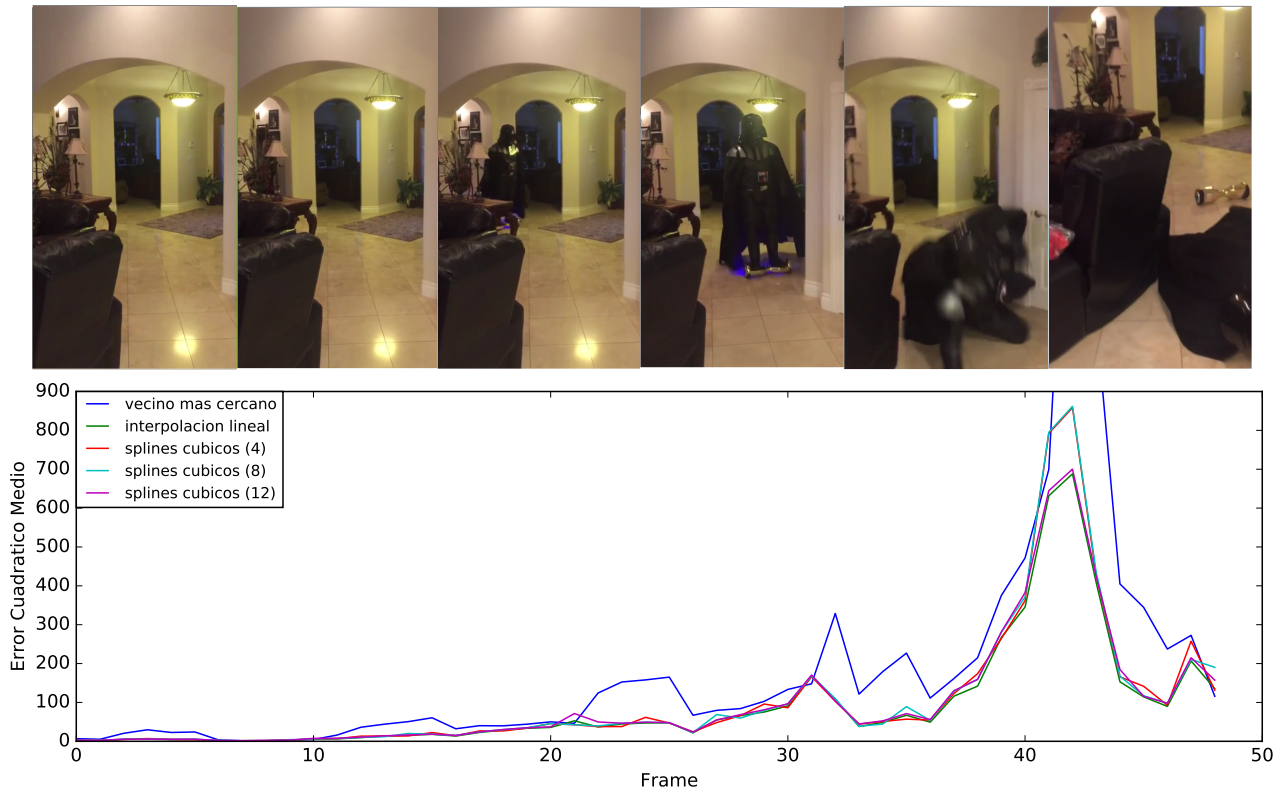 900
800
700
600
500
400
300
200
100
0
Error Cuadratico Medio
vecino mas cercano
interpolacion lineal
splines cubicos (4)
splines cubicos (8)
splines cubicos (12)
0 10 20 30 40 50
Frame